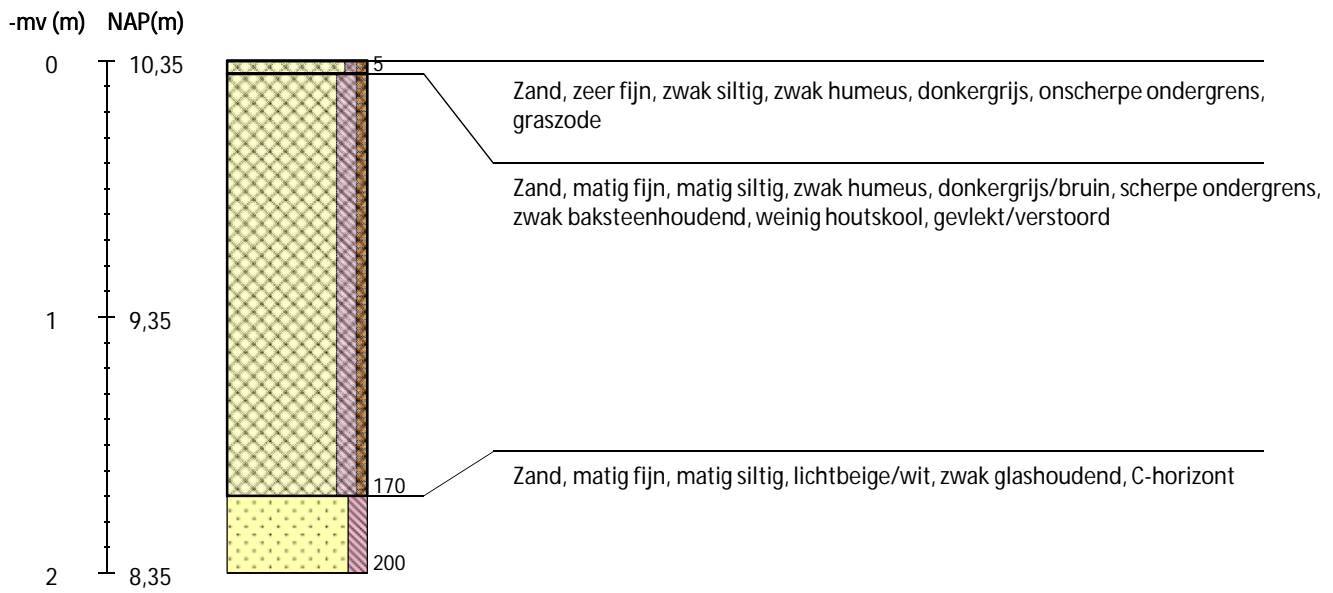 -mv (m) NAP(m)
0 10,35
5
Zand, zeer fijn, zwak siltig, zwak humeus, donkergrijs, onscherpe ondergrens,
graszode
Zand, matig fijn, matig siltig, zwak humeus, donkergrijs/bruin, scherpe ondergrens,
zwak baksteenhoudend, weinig houtskool, gevlekt/verstoord
1 9,35
170
Zand, matig fijn, matig siltig, lichtbeige/wit, zwak glashoudend, C-horizont
200
2 8,35